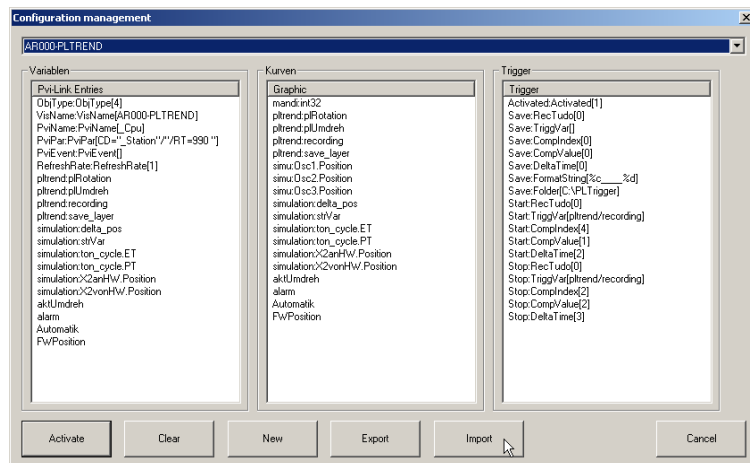 Configuration management
AR000-PLTREND
Variablen
Pvi-Link Entries
ObjType:ObjType[4]
VisName:VisName[AR000-PLTREND]
PviName:PviName[_Cpu]
PviPar:PviPar[CD="_Station"/""/RT=990 "]
PviEvent:PviEvent[]
RefreshRate:RefreshRate[1]
pltrend:plRotation
pltrend:plUmdreh
pltrend:recording
pltrend:save_layer
simulation:delta_pos
simulation:strVar
simulation:ton_cycle.ET
simulation:ton_cycle.PT
simulation:X2anHW.Position
simulation:X2vonHW.Position
aktUmdreh
alarm
Automatik
FWPosition
Kurven
Graphic
mandi:int32
pltrend:plRotation
pltrend:plUmdreh
pltrend:recording
pltrend:save_layer
simu:Osc1.Position
simu:Osc2.Position
simu:Osc3.Position
simulation:delta_pos
simulation:strVar
simulation:ton_cycle.ET
simulation:ton_cycle.PT
simulation:X2anHW.Position
simulation:X2vonHW.Position
aktUmdreh
alarm
Automatik
FWPosition
Trigger
Trigger
Activated:Activated[1]
Save:RecTudo[0]
Save:TriggVar[]
Save:CompIndex[0]
Save:CompValue[0]
Save:DeltaTime[0]
Save:FormatString[%c____%d]
Save:Folder[C:\PLTrigger]
Start:RecTudo[0]
Start:TriggVar[pltrend/recording]
Start:CompIndex[4]
Start:CompValue[1]
Start:DeltaTime[2]
Stop:RecTudo[0]
Stop:TriggVar[pltrend/recording]
Stop:CompIndex[2]
Stop:CompValue[2]
Stop:DeltaTime[3]
Activate
Clear
New
Export
Import
Cancel